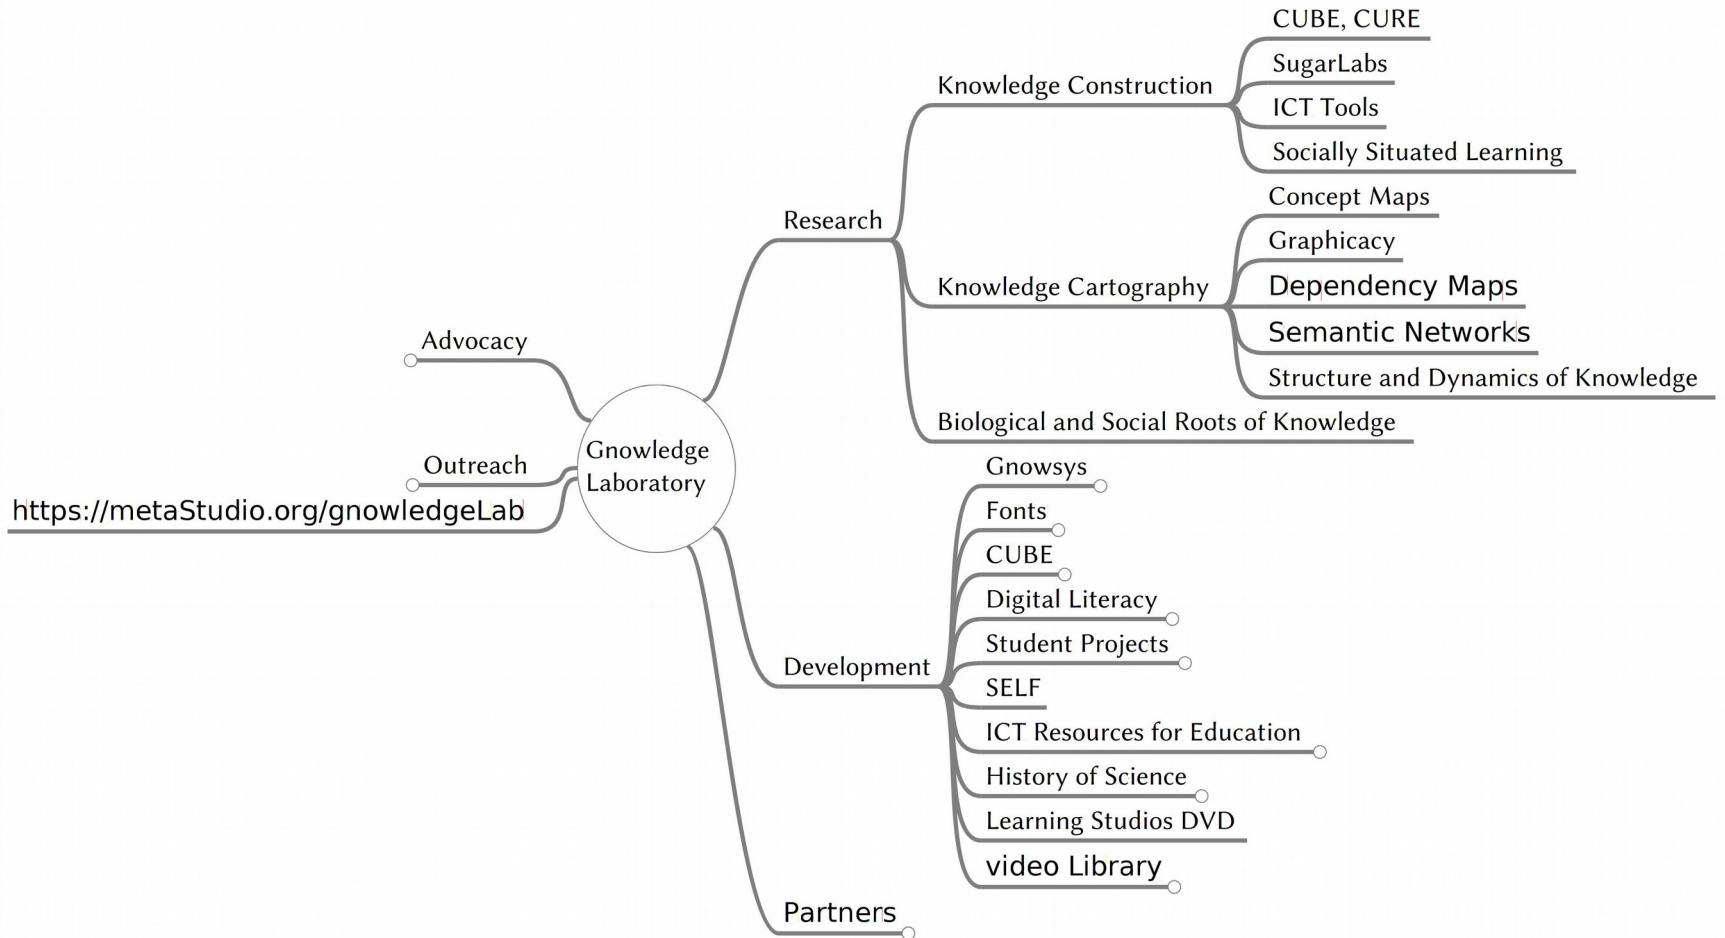 CUBE, CURE
SugarLabs
Knowledge Construction
ICT Tools
Socially Situated Learning
Concept Maps
Research
Graphicacy
Knowledge Cartography
Dependency Maps
Semantic Networks
Structure and Dynamics of Knowledge
Biological and Social Roots of Knowledge
Advocacy
Gnowledge
Laboratory
Outreach
https://metaStudio.org/gnowledgeLab
Gnowsys
Fonts
CUBE
Digital Literacy
Student Projects
Development
SELF
ICT Resources for Education
History of Science
Learning Studios DVD
video Library
Partners